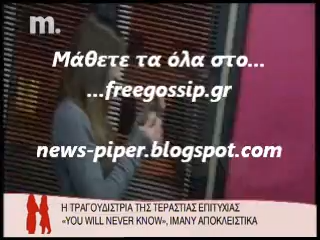 m.
Μάθετε τα όλα στο...
...freegossip.gr
news-piper.blogspot.com
Η ΤΡΑΓΟΥΔΙΣΤΡΙΑ ΤΗΣ ΤΕΡΑΣΤΙΑΣ ΕΠΙΤΥΧΙΑΣ
«YOU WILL NEVER KNOW», IMANY ΑΠΟΚΛΕΙΣΤΙΚΑ